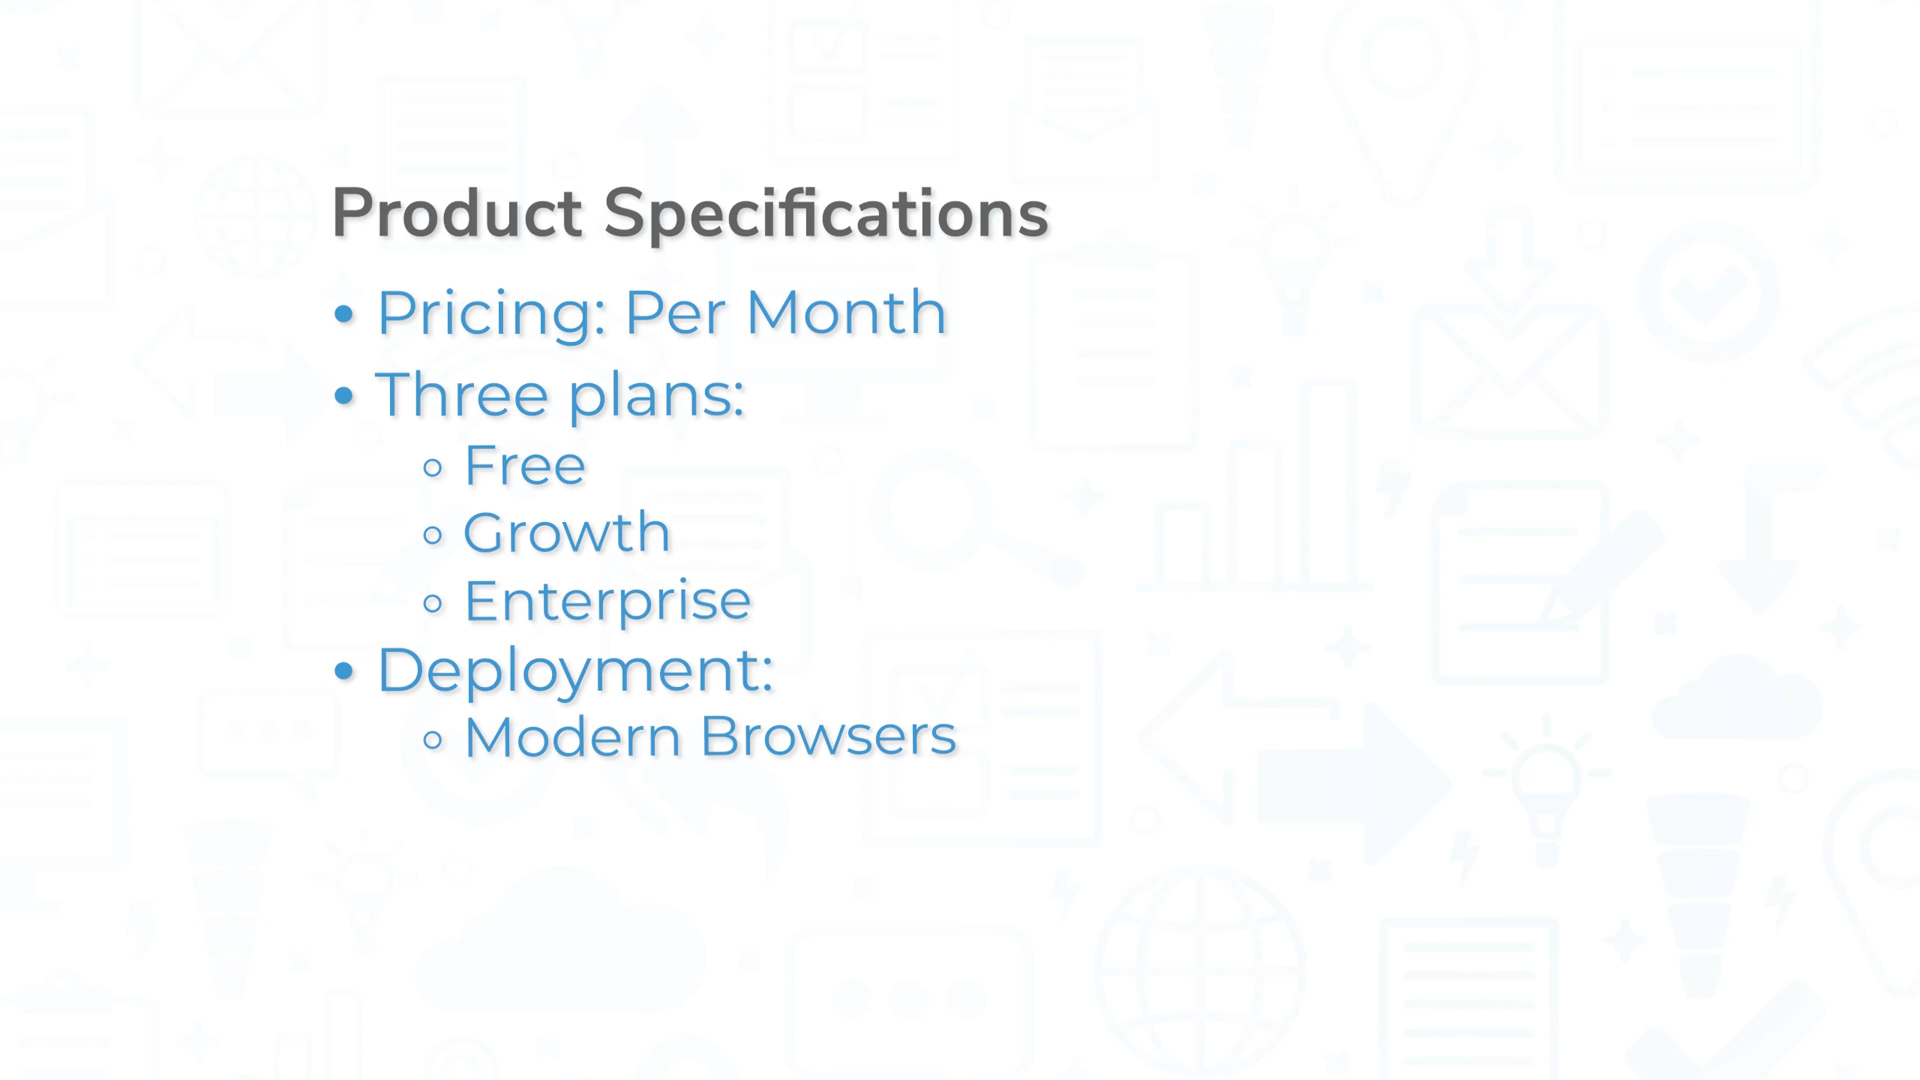 Product Specifications
• Pricing: Per Month
• Three plans:
◦ Free
◦ Growth
◦ Enterprise
• Deployment:
◦ Modern Browsers